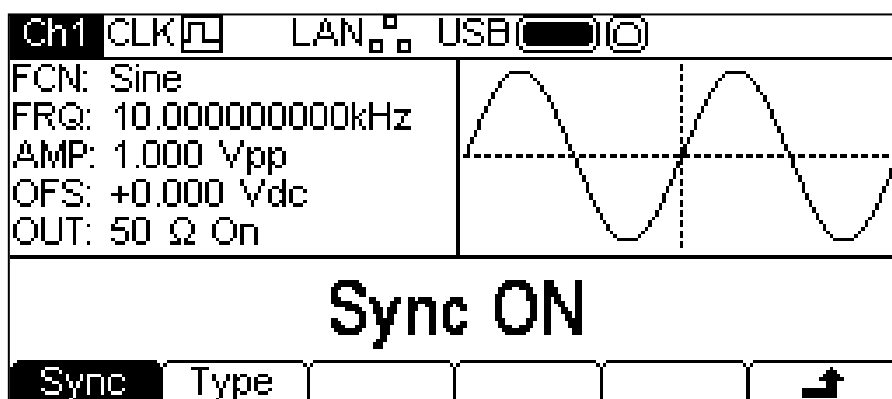 Ch1 CLK LAN USB
FCN: Sine
FRQ: 10.000000000kHz
AMP: 1.000 Vpp
OFS: +0.000 Vdc
OUT: 50 Ω On
Sync ON
Sync Type